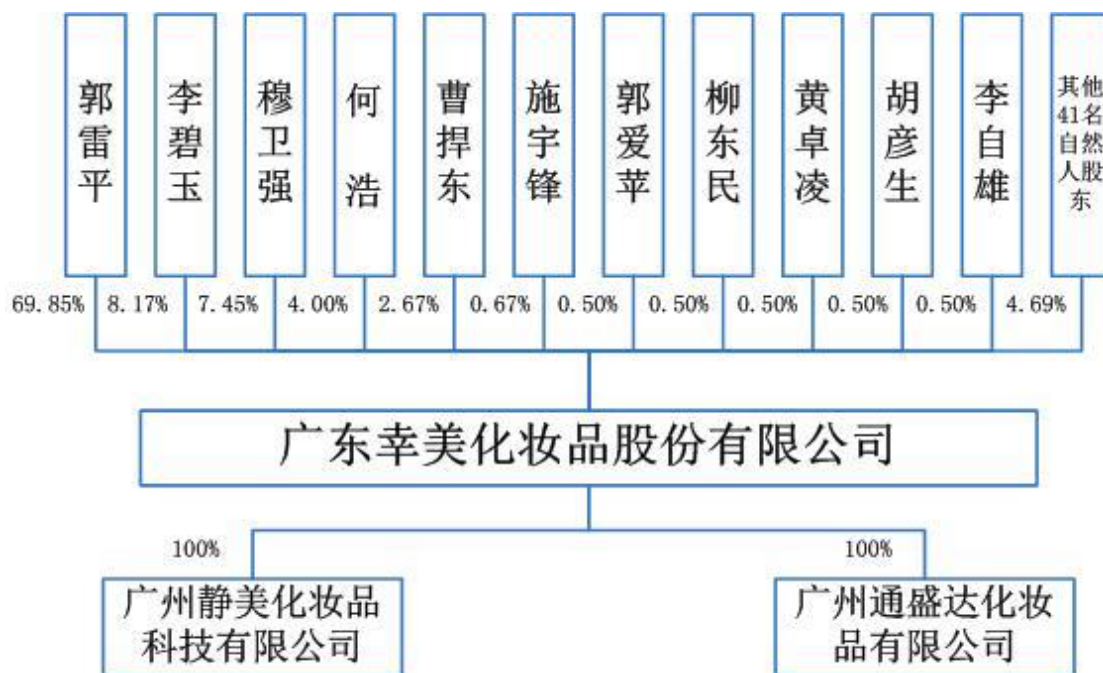 郭雷平
李碧玉
穆卫强
何浩
曹捍东
施宇锋
郭爱苹
柳东民
黄卓凌
胡彦生
李自雄
其他
41名
自然
人股
东
69.85% 8.17% 7.45% 4.00% 2.67% 0.67% 0.50% 0.50% 0.50% 0.50% 0.50% 4.69%
广东幸美化妆品股份有限公司
100% 100%
广州静美化妆品
科技有限公司
广州通盛达化妆
品有限公司